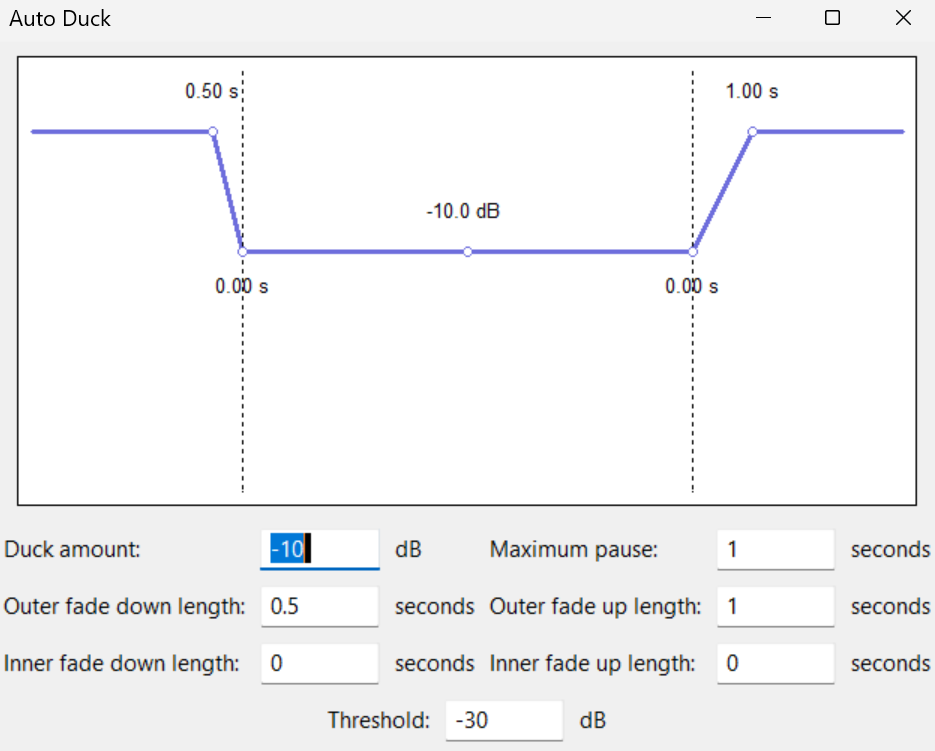 Auto Duck
0.50 s
1.00 s
-10.0 dB
0.00 s
0.00 s
Duck amount: -10 dB Maximum pause: 1 seconds
Outer fade down length: 0.5 seconds Outer fade up length: 1 seconds
Inner fade down length: 0 seconds Inner fade up length: 0 seconds
Threshold: -30 dB